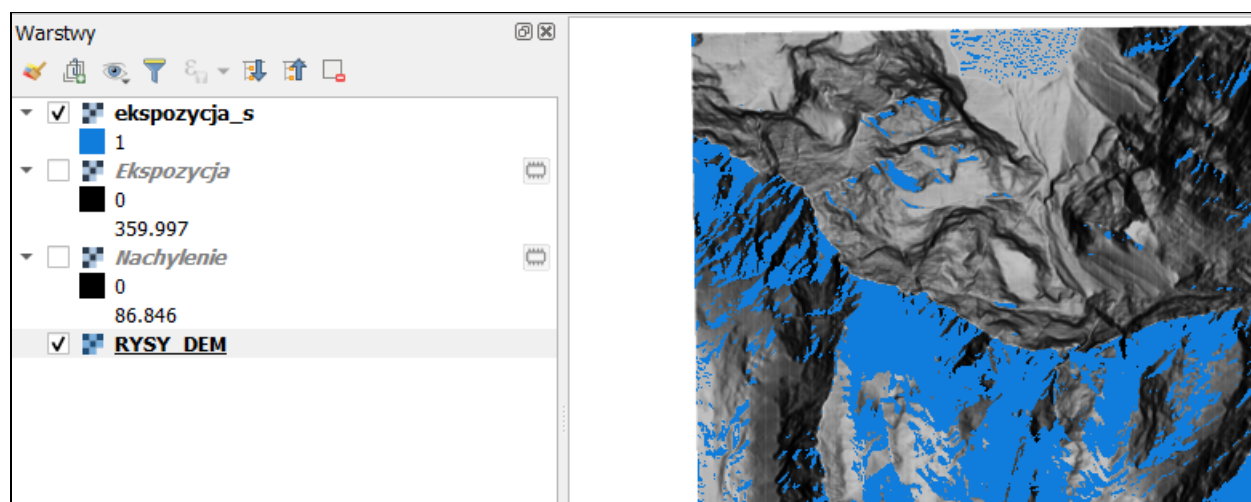 Warstwy
ekspozycja_s
1
Ekspozycja
0
359.997
Nachylenie
0
86.846
RYSY_DEM